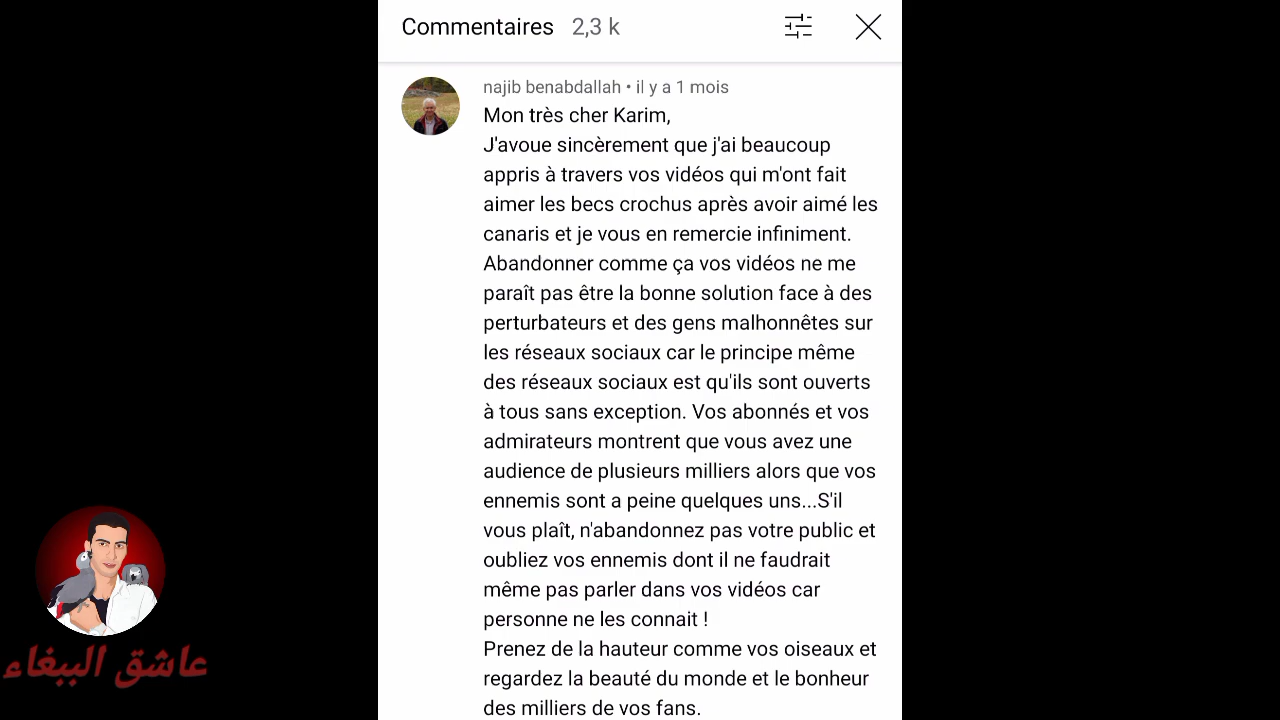 Commentaires 2,3 k
najib benabdallah • il y a 1 mois
Mon très cher Karim,
J'avoue sincèrement que j'ai beaucoup
appris à travers vos vidéos qui m'ont fait
aimer les becs crochus après avoir aimé les
canaris et je vous en remercie infiniment.
Abandonner comme ça vos vidéos ne me
paraît pas être la bonne solution face à des
perturbateurs et des gens malhonnêtes sur
les réseaux sociaux car le principe même
des réseaux sociaux est qu'ils sont ouverts
à tous sans exception. Vos abonnés et vos
admirateurs montrent que vous avez une
audience de plusieurs milliers alors que vos
ennemis sont a peine quelques uns...S'il
vous plaît, n'abandonnez pas votre public et
oubliez vos ennemis dont il ne faudrait
même pas parler dans vos vidéos car
personne ne les connait !
Prenez de la hauteur comme vos oiseaux et
regardez la beauté du monde et le bonheur
des milliers de vos fans.
عاشق الببغاء